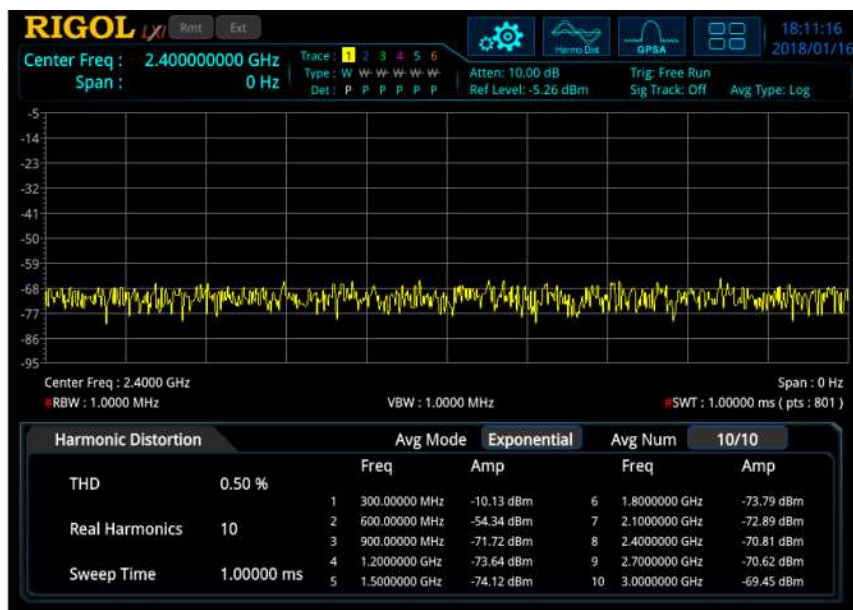 RIGOL LXI Rmt Ext
Harmo Dist GPSA 18:11:16
2018/01/16
Center Freq : 2.400000000 GHz
Span : 0 Hz
Trace : 1 2 3 4 5 6
Type : W W W W W W
Det : P P P P P P
Atten: 10.00 dB
Ref Level: -5.26 dBm
Trig: Free Run
Sig Track: Off
Avg Type: Log
-5
-14
-23
-32
-41
-50
-59
-68
-77
-86
-95
Center Freq : 2.4000 GHz Span : 0 Hz
#RBW : 1.0000 MHz VBW : 1.0000 MHz #SWT : 1.00000 ms ( pts : 801 )
Harmonic Distortion Avg Mode Exponential Avg Num 10/10
THD 0.50 %
Real Harmonics 10
Sweep Time 1.00000 ms
Freq Amp Freq Amp
1 300.00000 MHz -10.13 dBm 6 1.8000000 GHz -73.79 dBm
2 600.00000 MHz -54.34 dBm 7 2.1000000 GHz -72.89 dBm
3 900.00000 MHz -71.72 dBm 8 2.4000000 GHz -70.81 dBm
4 1.2000000 GHz -73.64 dBm 9 2.7000000 GHz -70.62 dBm
5 1.5000000 GHz -74.12 dBm 10 3.0000000 GHz -69.45 dBm